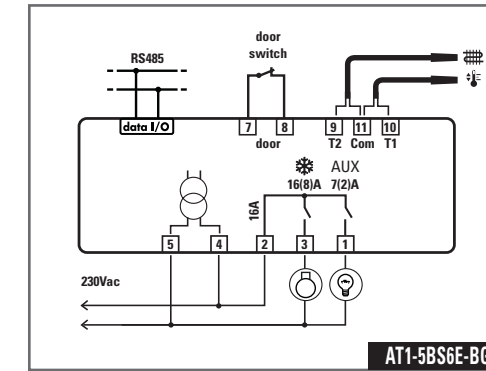 door
switch
RS485
data I/O
7 8 9 11 10
door T2 Com T1
AUX
16(8)A 7(2)A
16A
5 4 2 3 1
230Vac
AT1-5BS6E-BG